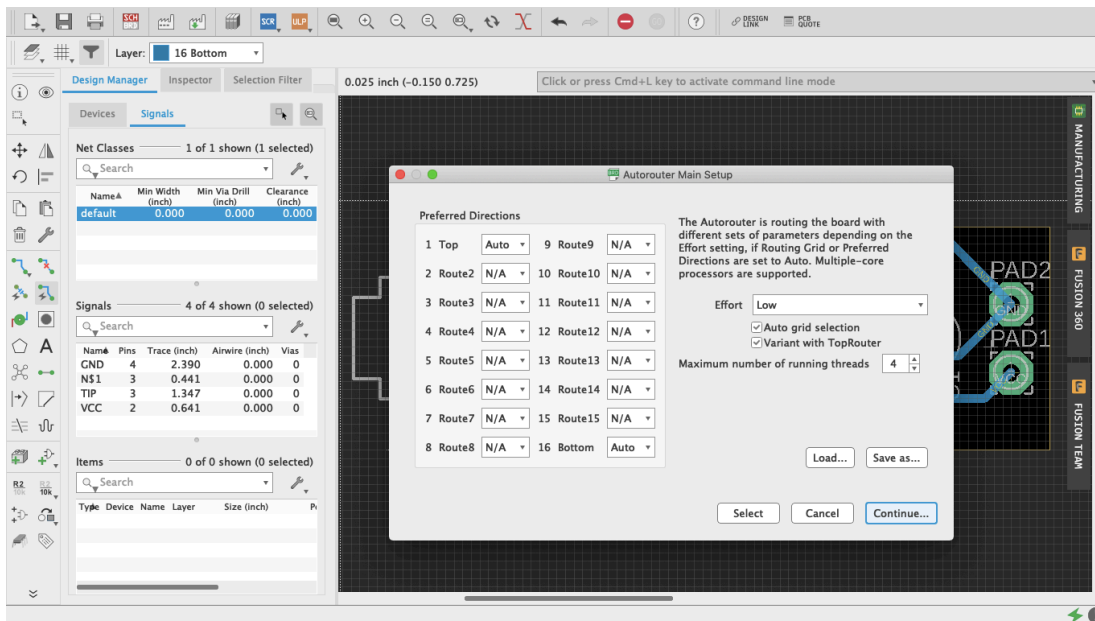 SCH
SCR
ULP
DESIGN LINK
PCB QUOTE
Layer: 16 Bottom
Design Manager Inspector Selection Filter
0.025 inch (-0.150 0.725)
Click or press Cmd+L key to activate command line mode
Devices Signals
Net Classes 1 of 1 shown (1 selected)
Search
Name Min Width (inch) Min Via Drill (inch) Clearance (inch)
default 0.000 0.000 0.000
Signals 4 of 4 shown (0 selected)
Search
Name Pins Trace (inch) Airwire (inch) Vias
GND 4 2.390 0.000 0
N$1 3 0.441 0.000 0
TIP 3 1.347 0.000 0
VCC 2 0.641 0.000 0
Items 0 of 0 shown (0 selected)
Search
Type Device Name Layer Size (inch)
R2 10k R2 10k
Autorouter Main Setup
Preferred Directions
1 Top Auto 9 Route9 N/A
2 Route2 N/A 10 Route10 N/A
3 Route3 N/A 11 Route11 N/A
4 Route4 N/A 12 Route12 N/A
5 Route5 N/A 13 Route13 N/A
6 Route6 N/A 14 Route14 N/A
7 Route7 N/A 15 Route15 N/A
8 Route8 N/A 16 Bottom Auto
The Autorouter is routing the board with
different sets of parameters depending on the
Effort setting, if Routing Grid or Preferred
Directions are set to Auto. Multiple-core
processors are supported.
Effort Low
Auto grid selection
Variant with TopRouter
Maximum number of running threads 4
Load... Save as...
Select Cancel Continue...
PAD2
GND
PAD1
VCC
MANUFACTURING
FUSION 360
FUSION TEAM